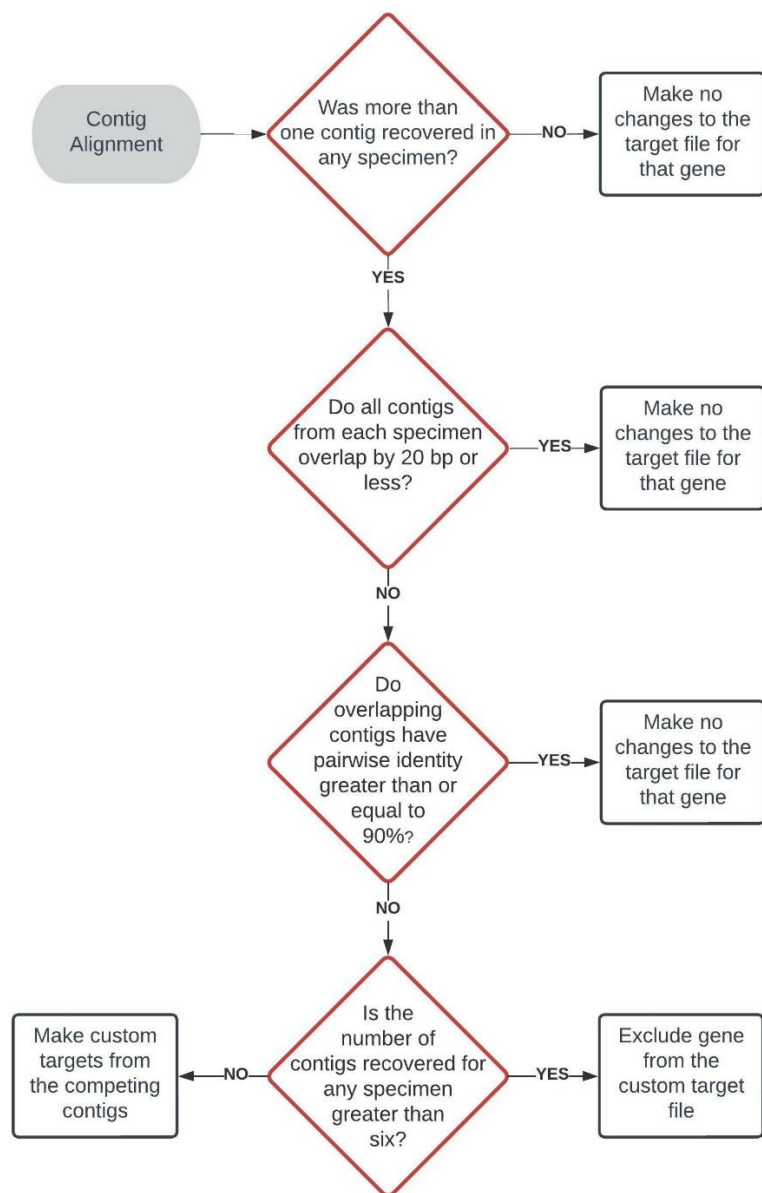 Contig
Alignment
Was more than
one contig recovered in
any specimen?
NO
Make no
changes to the
target file for
that gene
YES
Do all contigs
from each specimen
overlap by 20 bp or
less?
YES
Make no
changes to the
target file for
that gene
NO
Do
overlapping
contigs have
pairwise identity
greater than or
equal to
90%?
YES
Make no
changes to the
target file for
that gene
NO
Make custom
targets from
the competing
contigs
NO
Is the
number of
contigs recovered for
any specimen
greater than
six?
YES
Exclude gene
from the
custom target
file